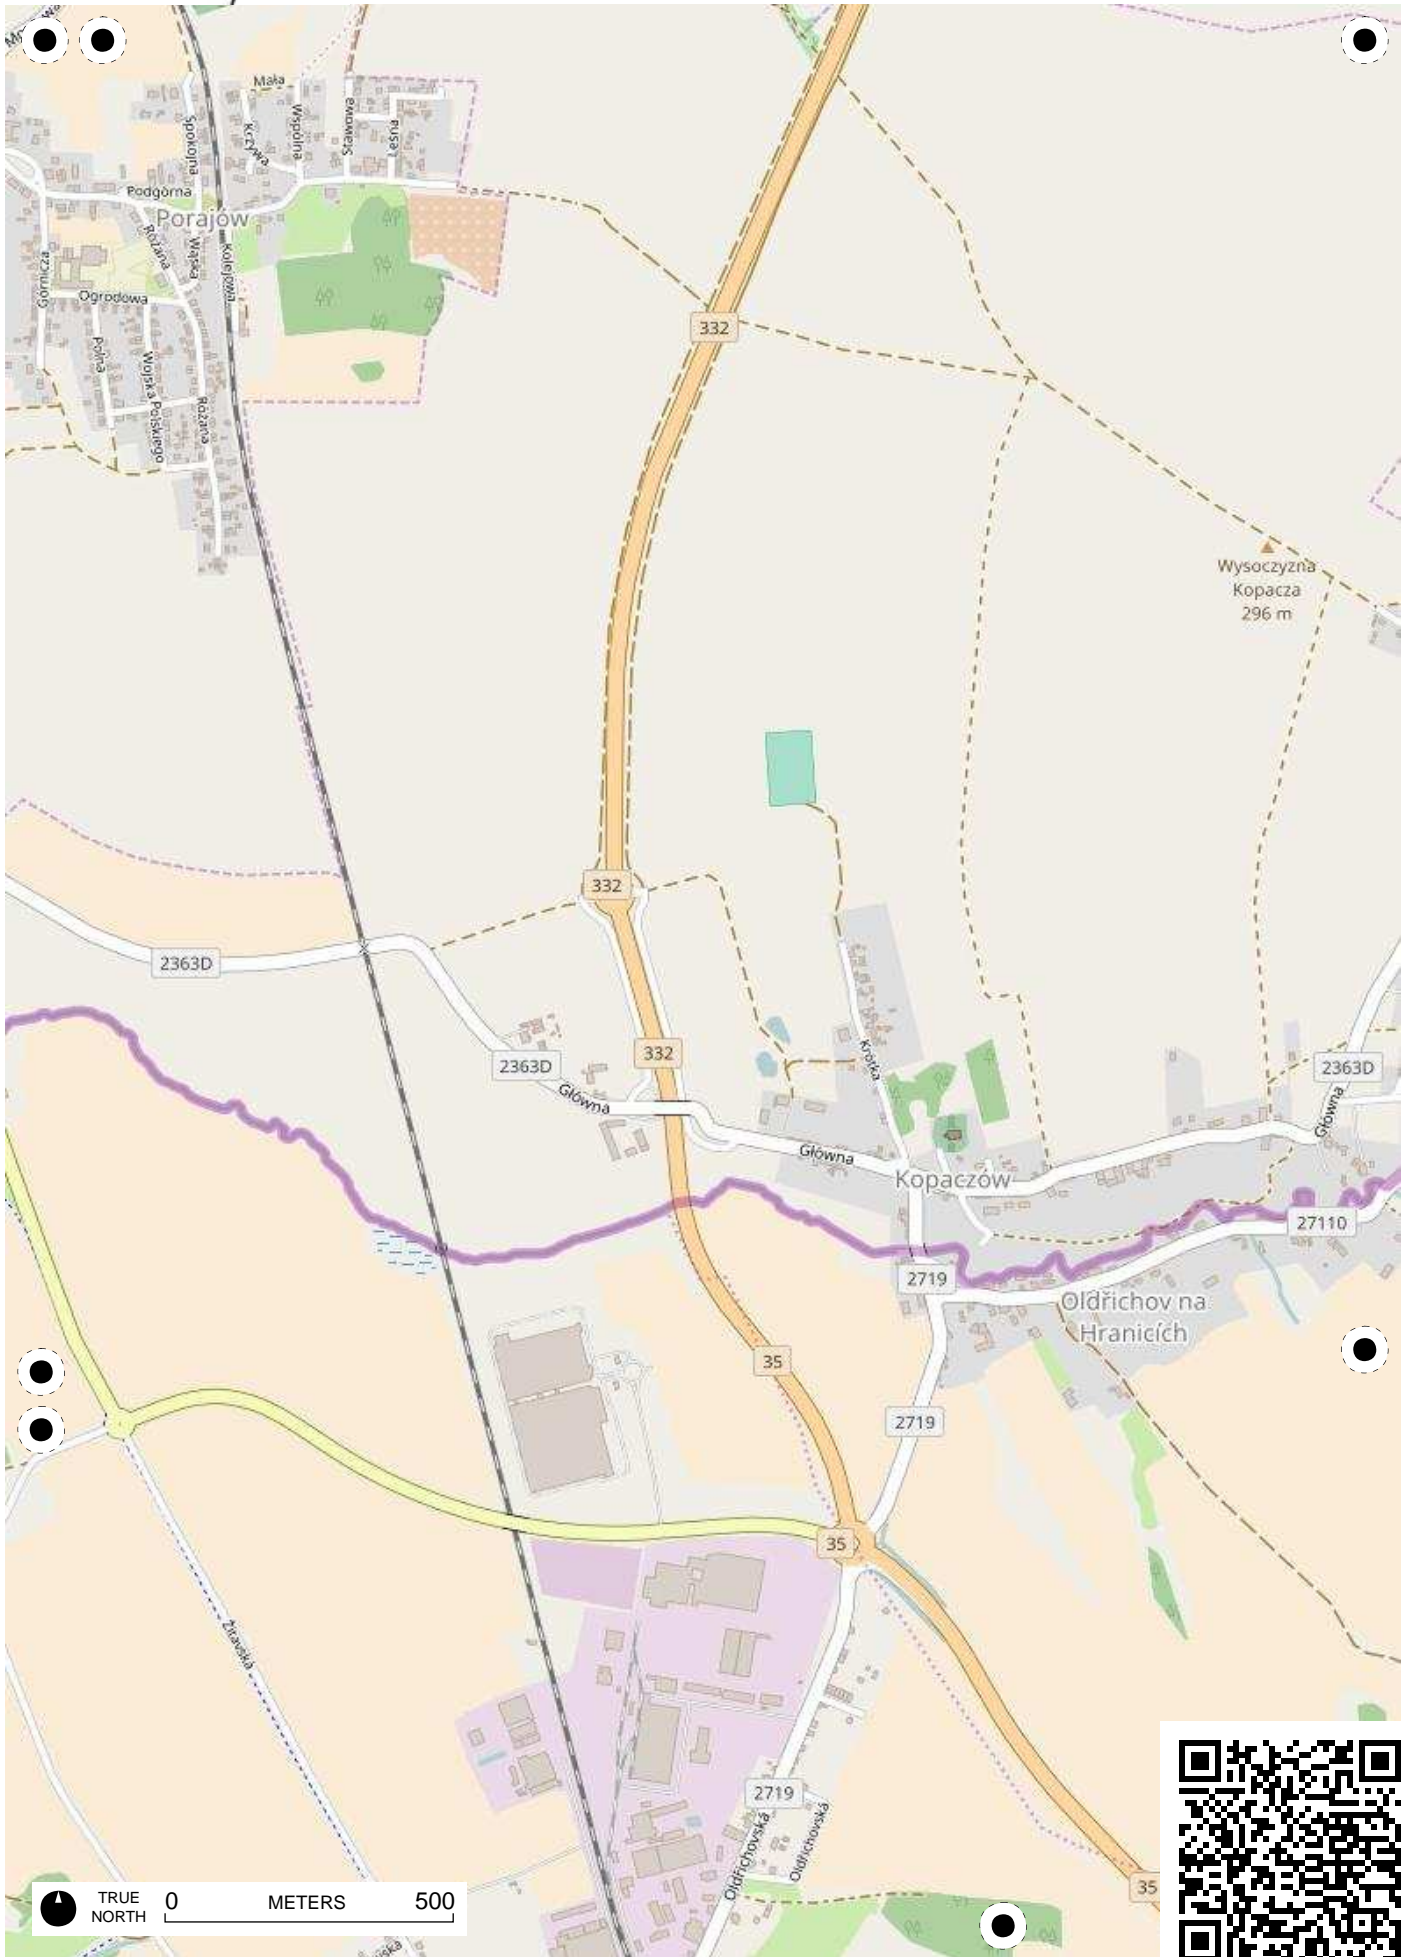 Mała
Wspólna
Krzywa
Słoneczna
Leśna
Spokojna
Podgórna
Porajów
Różana
Wąska
Kolejowa
Górnicza
Ogrodowa
Polna
Wojska Polskiego
Różana
332
Wysoczyzna
Kopacza
296 m
332
2363D
332
2363D
2363D
Główna
Krótka
Główna
Główna
Kopaczów
27110
2719
Oldřichov na
Hranicích
35
2719
35
Žitavská
2719
Oldřichovská
Oldřichovská
35
TRUE
NORTH
0
METERS
500